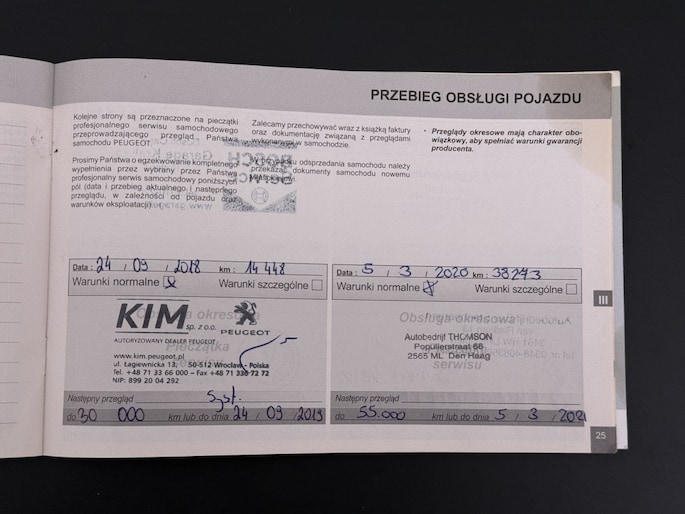 PRZEBIEG OBSŁUGI POJAZDU
Kolejne strony są przeznaczone na pieczątki
profesjonalnego serwisu samochodowego
przeprowadzającego przegląd Państwa
samochodu PEUGEOT.
Prosimy Państwa o egzekwowanie kompletnego
wypełnienia przez wybrany przez Państwa
profesjonalny serwis samochodowy poniższych
pól (data i przebieg aktualnego i następnego
przeglądu, w zależności od pojazdu oraz
warunków eksploatacji).
Zalecamy przechowywać wraz z książką faktury
oraz dokumentację związaną z przeglądami
wykonanymi w samochodzie.
W przypadku odsprzedania samochodu należy
przekazać dokumenty samochodu nowemu
właścicielowi.
• Przeglądy okresowe mają charakter obo-
wiązkowy, aby spełniać warunki gwarancji
producenta.
Data : 24 / 09 / 2018 km : 14 448
Warunki normalne Warunki szczególne
Obsługa okresowa
Pieczątka
KIM sp. z o.o. PEUGEOT
AUTORYZOWANY DEALER PEUGEOT
www.kim.peugeot.pl
ul. Łagiewnicka 13, 50-512 Wrocław - Polska
Tel. +48 71 33 66 000 – Fax +48 71 336 72 72
NIP: 899 20 04 292
Następny przegląd
do 30 000 km lub do dnia 24 / 09 / 2019
Data : 5 / 3 / 2020 km : 38273
Warunki normalne Warunki szczególne
Obsługa okresowa
serwisu
Autobedrijf THOMSON
Populierstraat 66
2565 ML Den Haag
Następny przegląd
do 55.000 km lub do dnia 5 / 3 / 2021
III
25